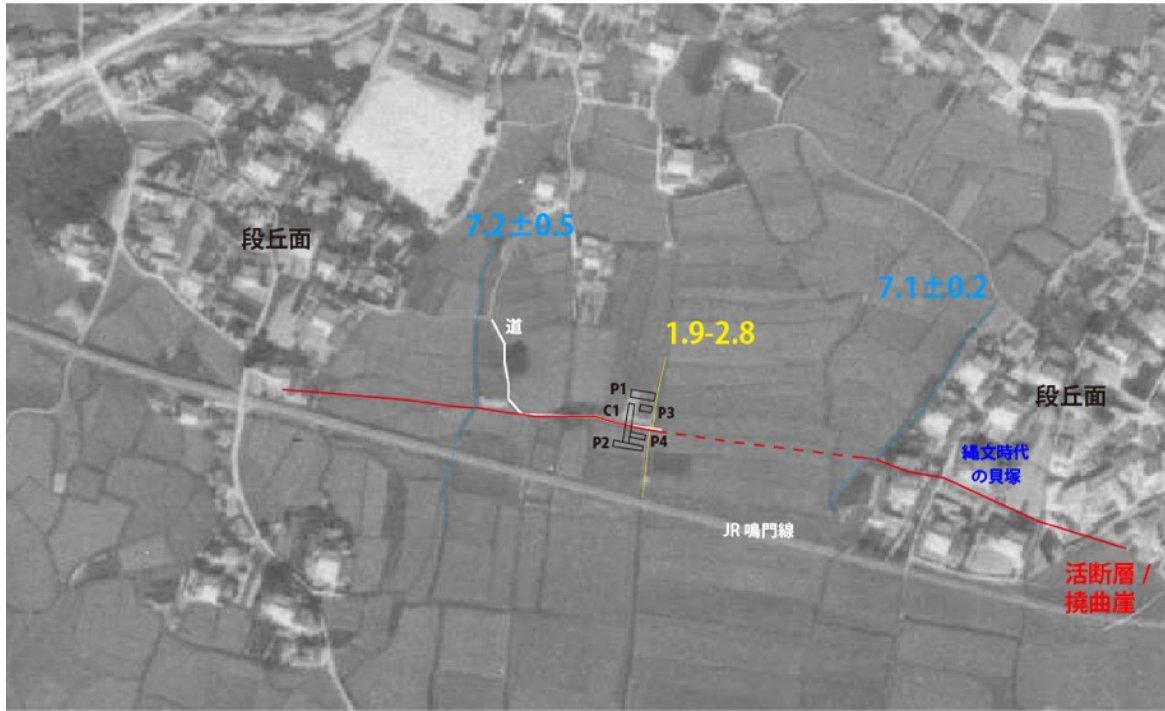 段丘面
7.2±0.5
7.1±0.2
道
1.9-2.8
P1
C1
P3
P2
P4
段丘面
縄文時代
の貝塚
JR 鳴門線
活断層 /
撓曲崖